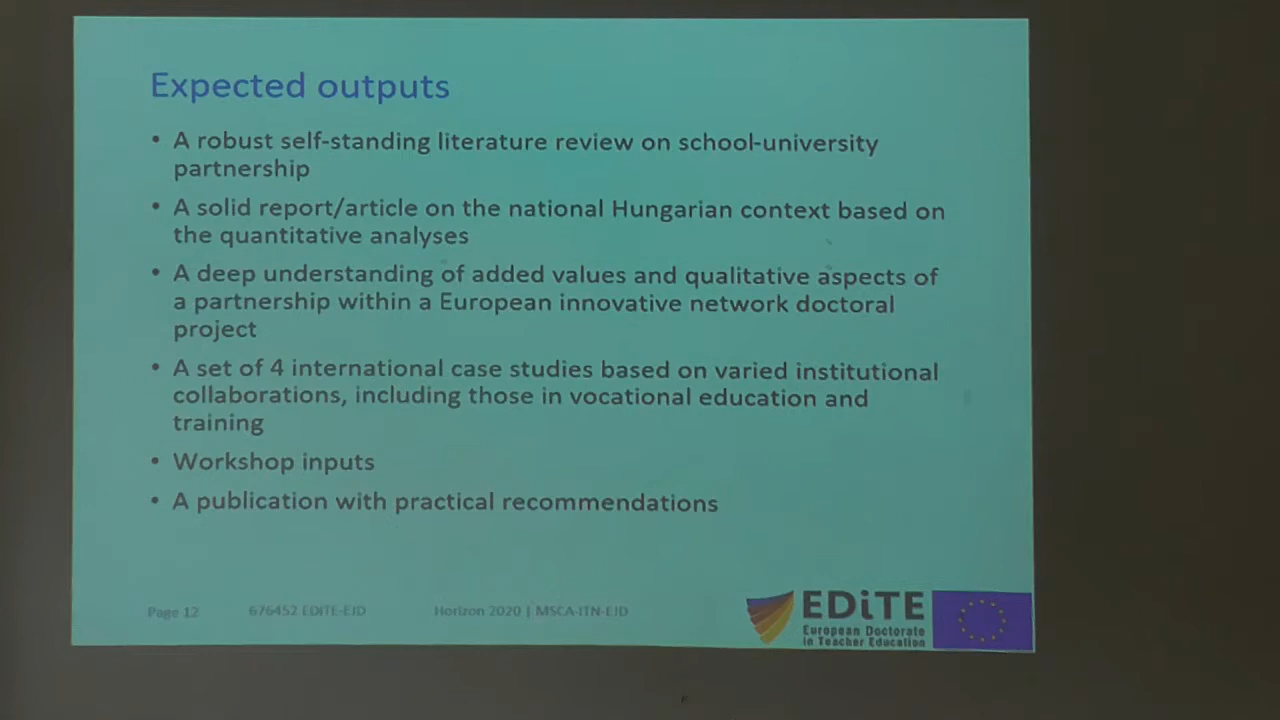 Expected outputs
• A robust self-standing literature review on school-university
partnership
• A solid report/article on the national Hungarian context based on
the quantitative analyses
• A deep understanding of added values and qualitative aspects of
a partnership within a European innovative network doctoral
project
• A set of 4 international case studies based on varied institutional
collaborations, including those in vocational education and
training
• Workshop inputs
• A publication with practical recommendations
Page 12 676452 EDITE-EJD Horizon 2020 | MSCA-ITN-EJD
EDiTE
European Doctorate
in Teacher Education